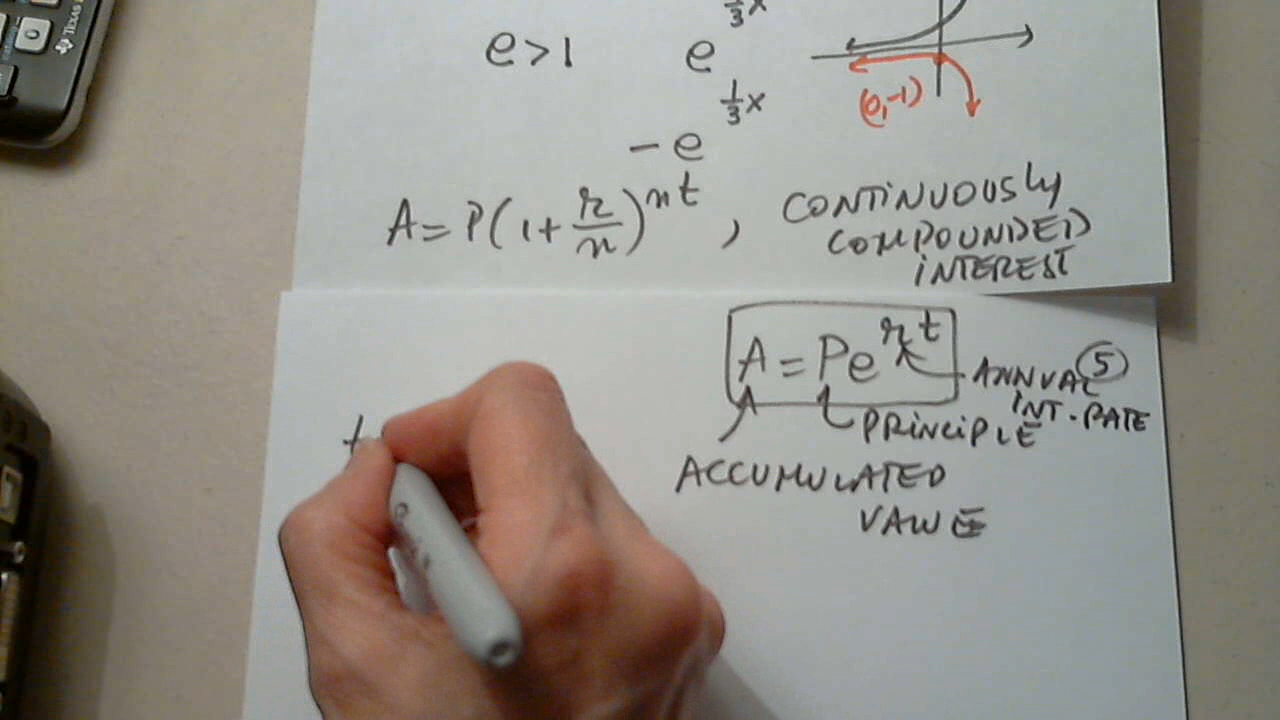 TEXAS
e>1 e^{1/3 x}
(0,-1)
-e^{1/3 x}
A=P(1+r/n)^{nt}, CONTINUOUSLY
COMPOUNDED
INTEREST
A=Pe^{rt}
5
ANNUAL
INT. RATE
PRINCIPLE
ACCUMULATED
VALUE
t